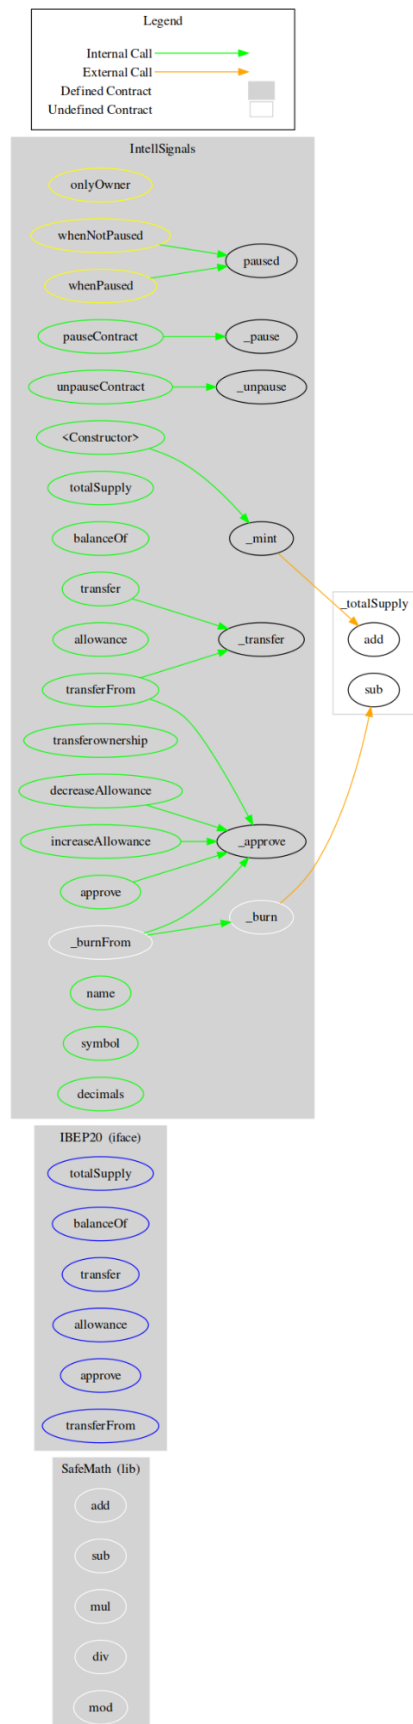 Legend
Internal Call
External Call
Defined Contract
Undefined Contract
IntellSignals
onlyOwner
whenNotPaused
paused
whenPaused
pauseContract
_pause
unpauseContract
_unpause
<Constructor>
totalSupply
balanceOf
_mint
transfer
_totalSupply
allowance
_transfer
add
transferFrom
sub
transferownership
decreaseAllowance
increaseAllowance
_approve
approve
_burn
_burnFrom
name
symbol
decimals
IBEP20 (iface)
totalSupply
balanceOf
transfer
allowance
approve
transferFrom
SafeMath (lib)
add
sub
mul
div
mod